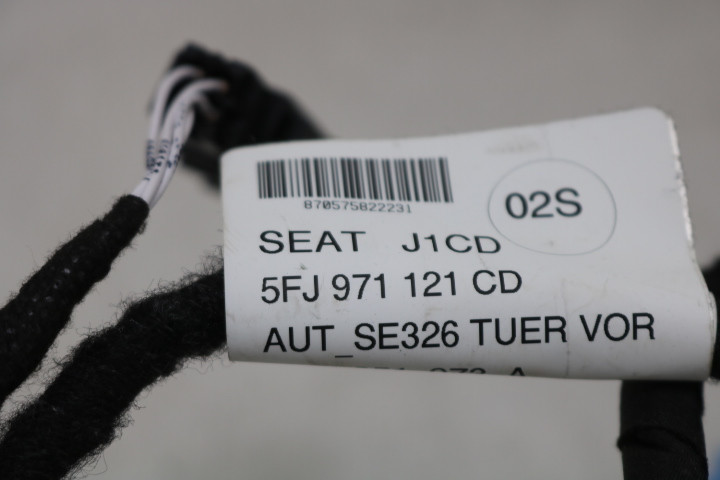 870575822231
02S
SEAT J1CD
5FJ 971 121 CD
AUT_SE326 TUER VOR